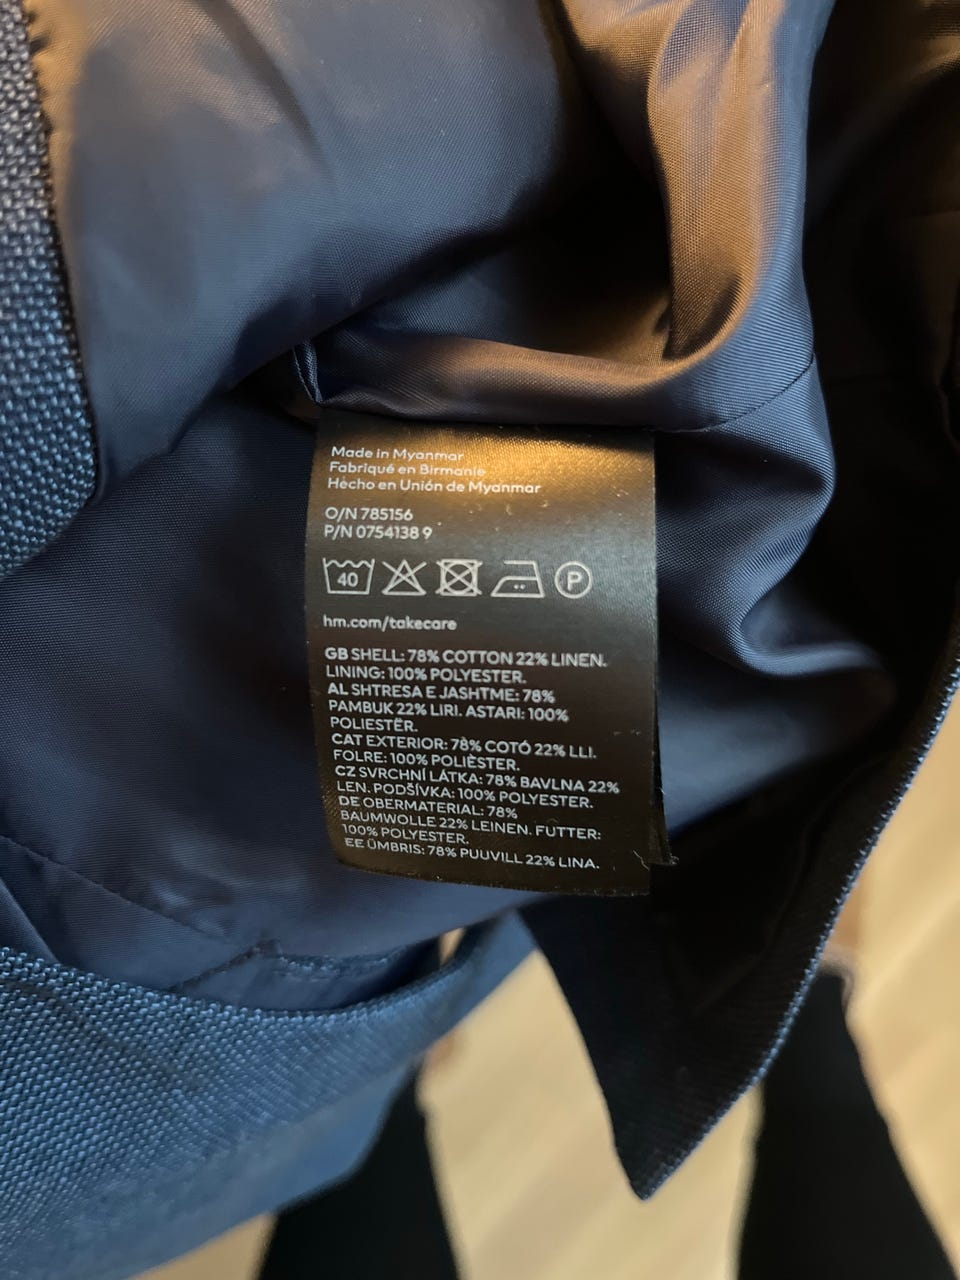 Made in Myanmar
Fabriqué en Birmanie
Hecho en Unión de Myanmar
O/N 785156
P/N 0754138 9
40 P
hm.com/takecare
GB SHELL: 78% COTTON 22% LINEN.
LINING: 100% POLYESTER.
AL SHTRESA E JASHTME: 78%
PAMBUK 22% LIRI. ASTARI: 100%
POLIESTËR.
CAT EXTERIOR: 78% COTÓ 22% LLI.
FOLRE: 100% POLIÈSTER.
CZ SVRCHNÍ LÁTKA: 78% BAVLNA 22%
LEN. PODŠÍVKA: 100% POLYESTER.
DE OBERMATERIAL: 78%
BAUMWOLLE 22% LEINEN. FUTTER:
100% POLYESTER.
EE ÜMBRIS: 78% PUUVILL 22% LINA.